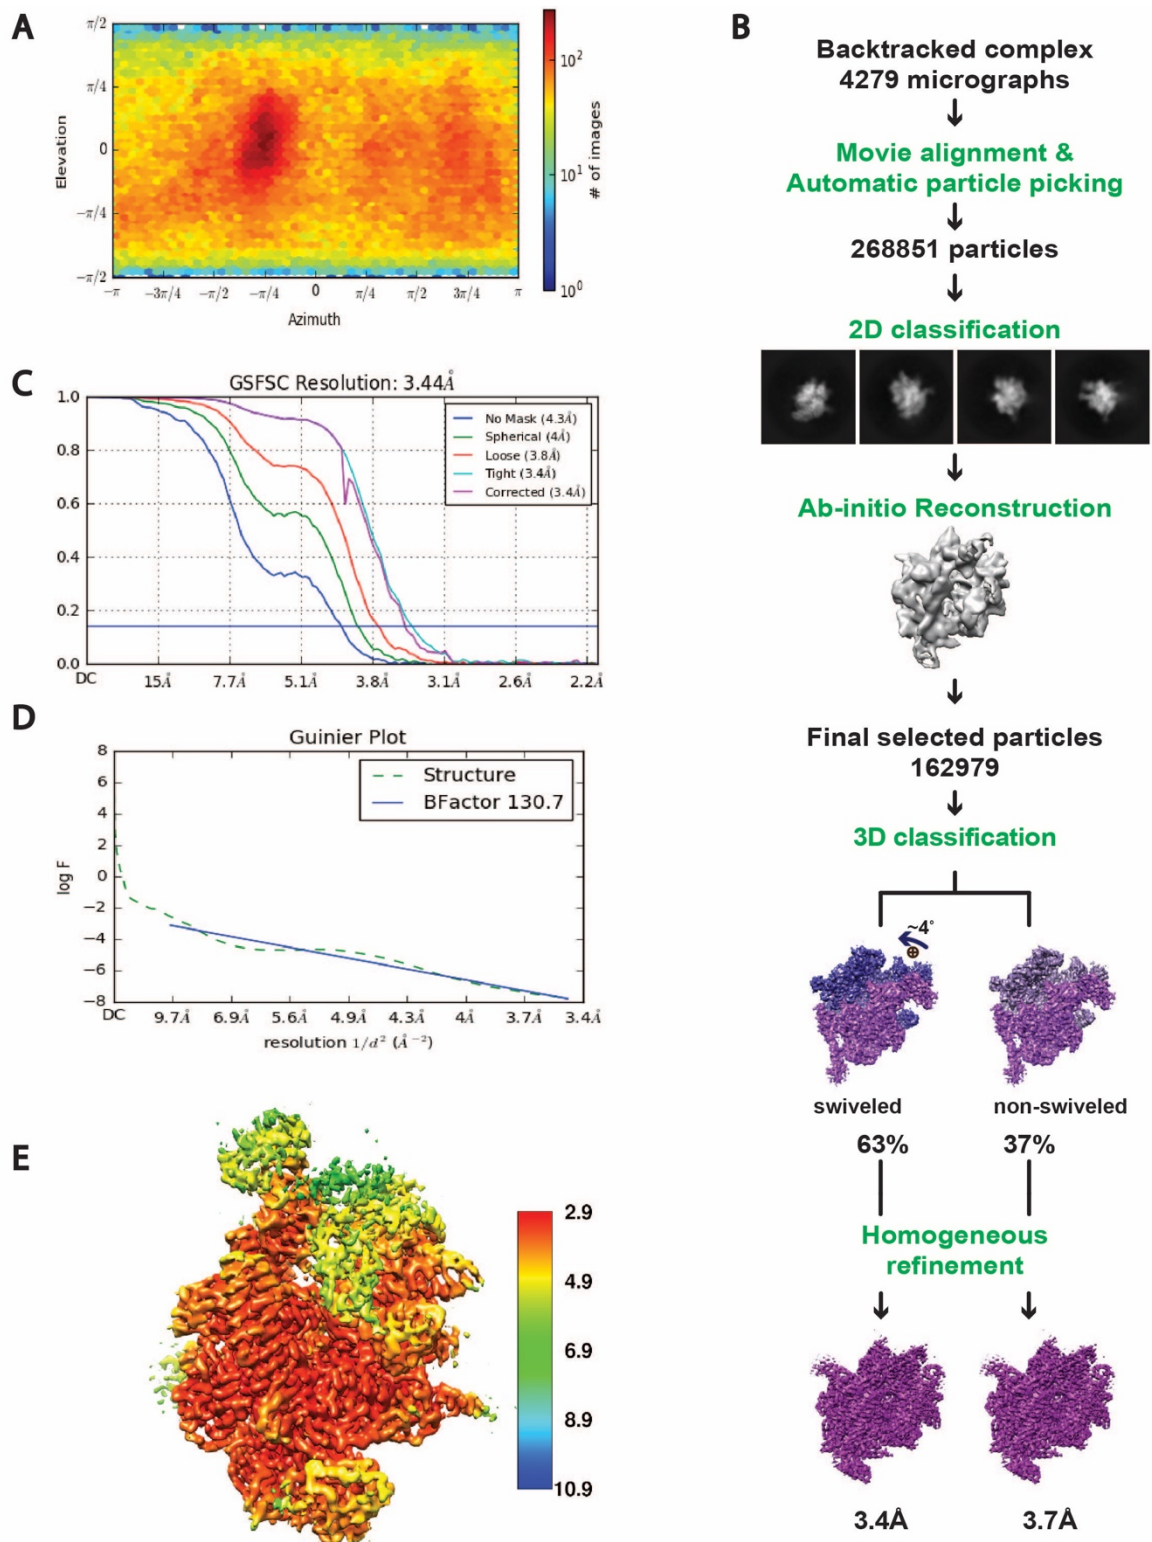 A
π/2
π/4
0
−π/4
−π/2
Elevation
−π
−3π/4
−π/2
−π/4
0
π/4
π/2
3π/4
π
Azimuth
10²
10¹
10⁰
# of images
B
Backtracked complex
4279 micrographs
Movie alignment &
Automatic particle picking
268851 particles
2D classification
Ab-initio Reconstruction
Final selected particles
162979
3D classification
~4°
swiveled
non-swiveled
63%
37%
Homogeneous
refinement
3.4Å
3.7Å
C
GSFSC Resolution: 3.44Å
No Mask (4.3Å)
Spherical (4Å)
Loose (3.8Å)
Tight (3.4Å)
Corrected (3.4Å)
1.0
0.8
0.6
0.4
0.2
0.0
DC
15Å
7.7Å
5.1Å
3.8Å
3.1Å
2.6Å
2.2Å
D
Guinier Plot
Structure
BFactor 130.7
8
6
4
2
0
−2
−4
−6
−8
log F
DC
9.7Å
6.9Å
5.6Å
4.9Å
4.3Å
4Å
3.7Å
3.4Å
resolution 1/d² (Å⁻²)
E
2.9
4.9
6.9
8.9
10.9